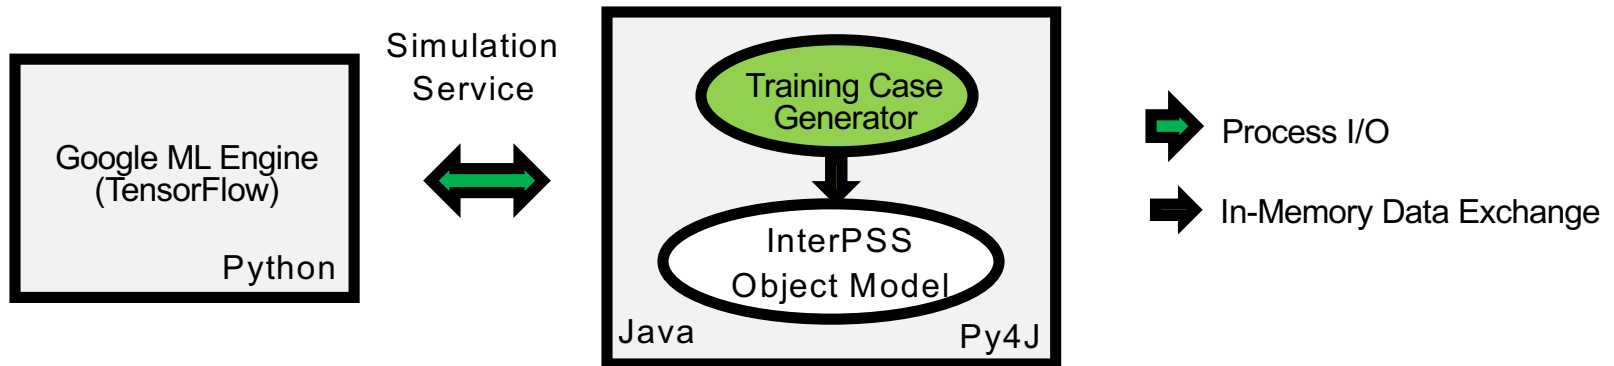 Simulation
Service
Google ML Engine
(TensorFlow)
Python
Training Case
Generator
InterPSS
Object Model
Java
Py4J
Process I/O
In-Memory Data Exchange